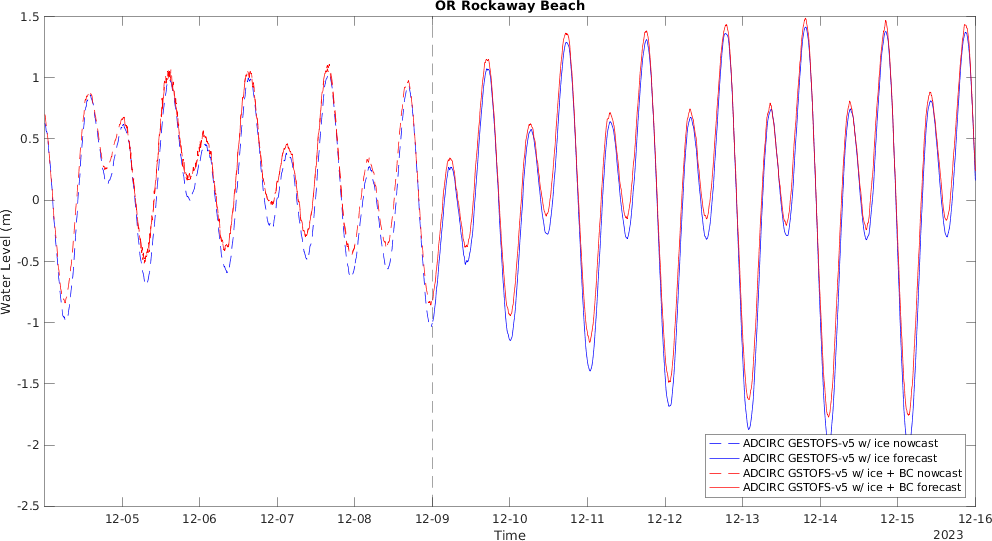 OR Rockaway Beach
1.5
1
0.5
0
-0.5
-1
-1.5
-2
-2.5
Water Level (m)
ADCIRC GESTOFS-v5 w/ ice nowcast
ADCIRC GESTOFS-v5 w/ ice forecast
ADCIRC GSTOFS-v5 w/ ice + BC nowcast
ADCIRC GSTOFS-v5 w/ ice + BC forecast
12-05 12-06 12-07 12-08 12-09 12-10 12-11 12-12 12-13 12-14 12-15 12-16
Time
2023